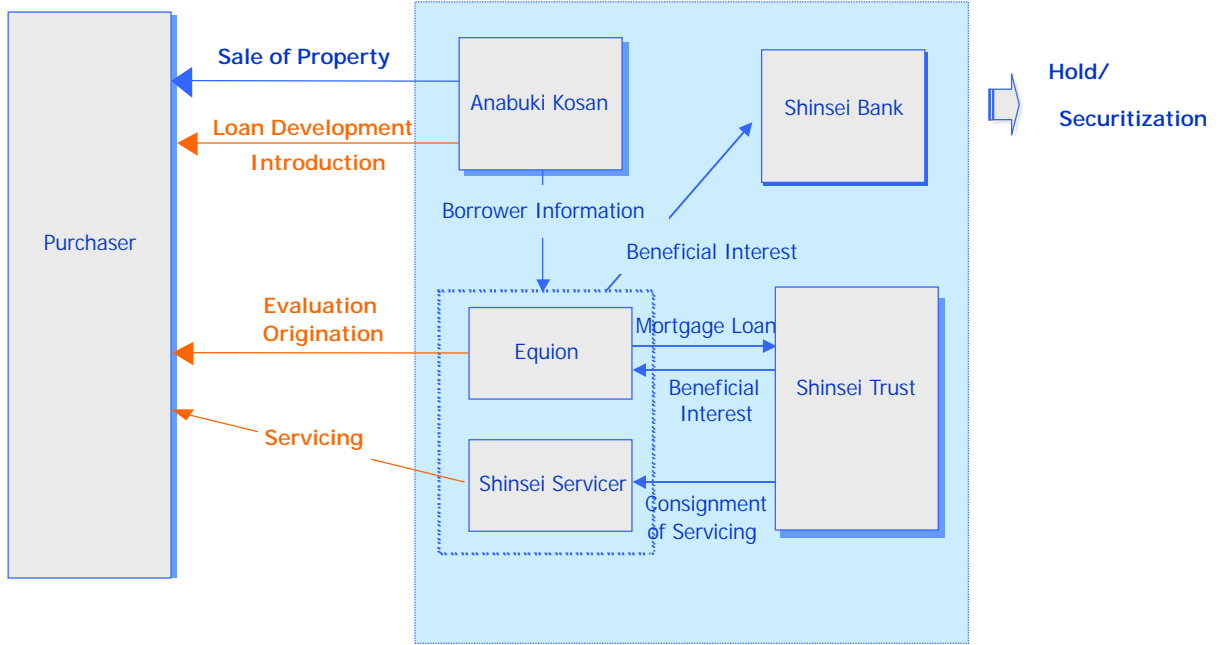 Sale of Property
Anabuki Kosan
Shinsei Bank
Hold/
Securitization
Loan Development
Introduction
Borrower Information
Purchaser
Beneficial Interest
Evaluation
Origination
Equion
Mortgage Loan
Beneficial
Interest
Shinsei Trust
Servicing
Shinsei Servicer
Consignment
of Servicing